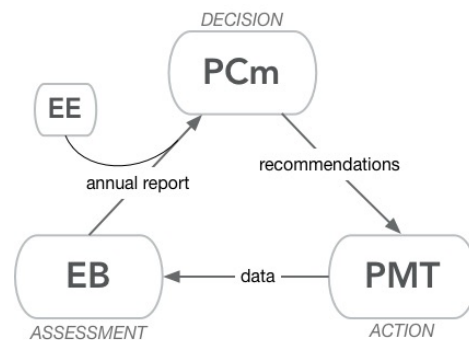 DECISION
PCm
EE
recommendations
annual report
EB
data
PMT
ASSESSMENT
ACTION